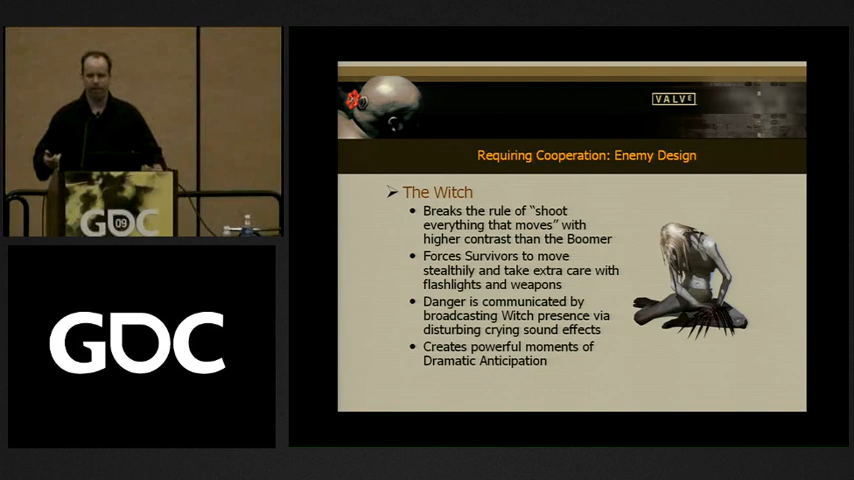 GDC 09
GDC
VALVE
Requiring Cooperation: Enemy Design
The Witch
Breaks the rule of “shoot
everything that moves” with
higher contrast than the Boomer
Forces Survivors to move
stealthily and take extra care with
flashlights and weapons
Danger is communicated by
broadcasting Witch presence via
disturbing crying sound effects
Creates powerful moments of
Dramatic Anticipation